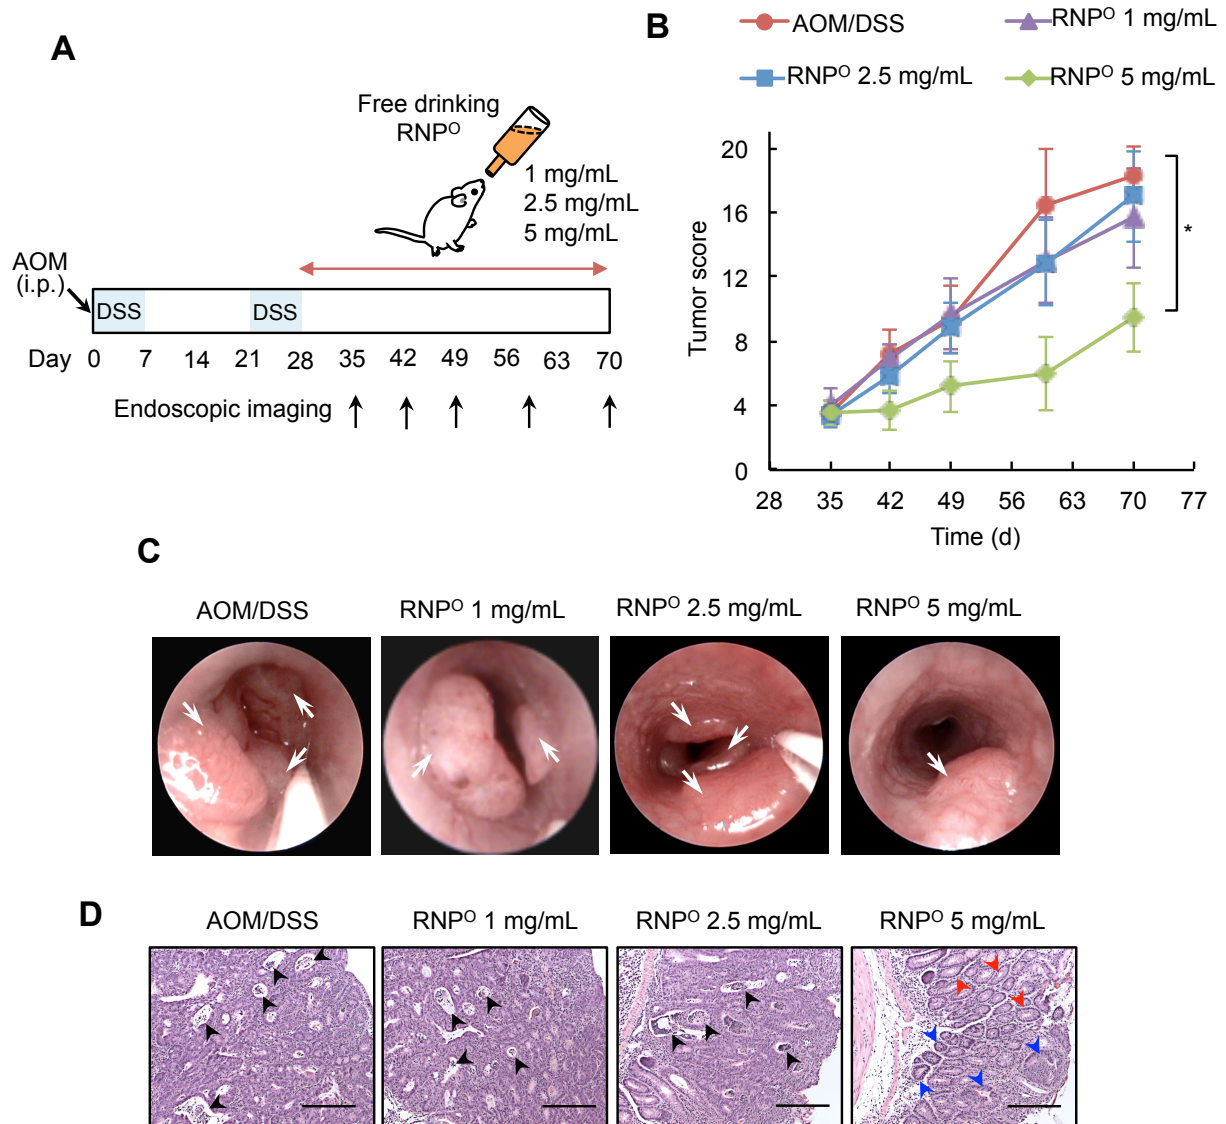 A
Free drinking
RNPᴼ
1 mg/mL
2.5 mg/mL
5 mg/mL
AOM
(i.p.)
DSS DSS
Day 0 7 14 21 28 35 42 49 56 63 70
Endoscopic imaging
B
AOM/DSS RNPᴼ 1 mg/mL
RNPᴼ 2.5 mg/mL RNPᴼ 5 mg/mL
Tumor score
20
16
12
8
4
0
*
28 35 42 49 56 63 70 77
Time (d)
C
AOM/DSS RNPᴼ 1 mg/mL RNPᴼ 2.5 mg/mL RNPᴼ 5 mg/mL
D
AOM/DSS RNPᴼ 1 mg/mL RNPᴼ 2.5 mg/mL RNPᴼ 5 mg/mL